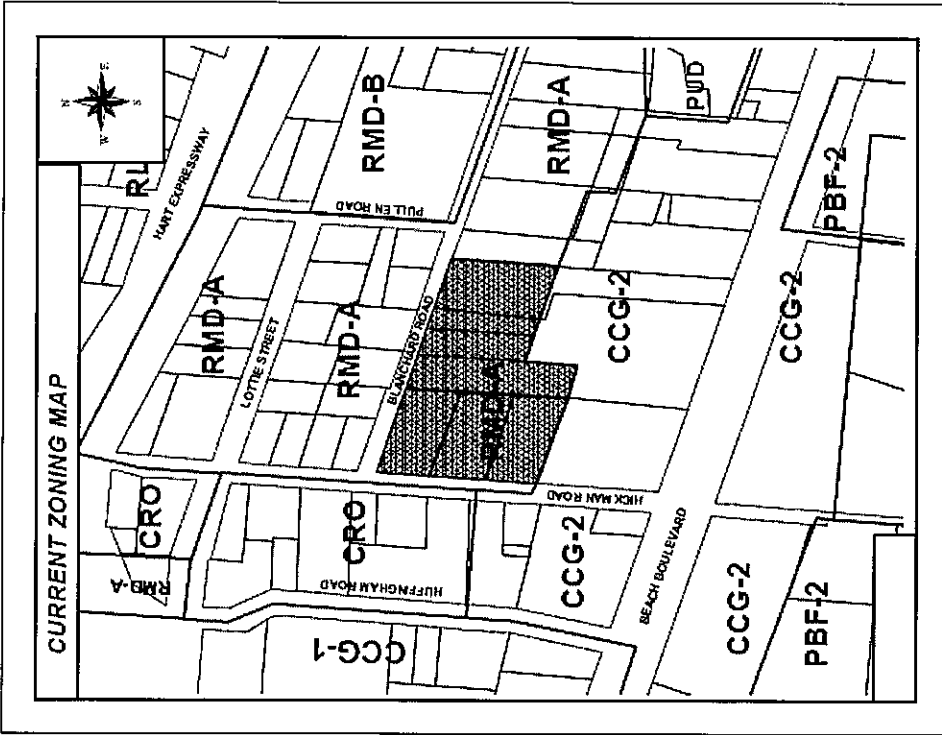 CURRENT ZONING MAP
N
W
E
S
RL
HART EXPRESSWAY
CRO
RMD-A
RMD-A
LOTTIE STREET
PULLEN ROAD
RMD-B
CRO
RMD-A
BLANCHARD ROAD
RMD-A
HUFFINGHAM ROAD
CCG-1
RMD-A
PUD
HICKMAN ROAD
CCG-2
CCG-2
BEACH BOULEVARD
CCG-2
PBF-2
CCG-2
PBF-2